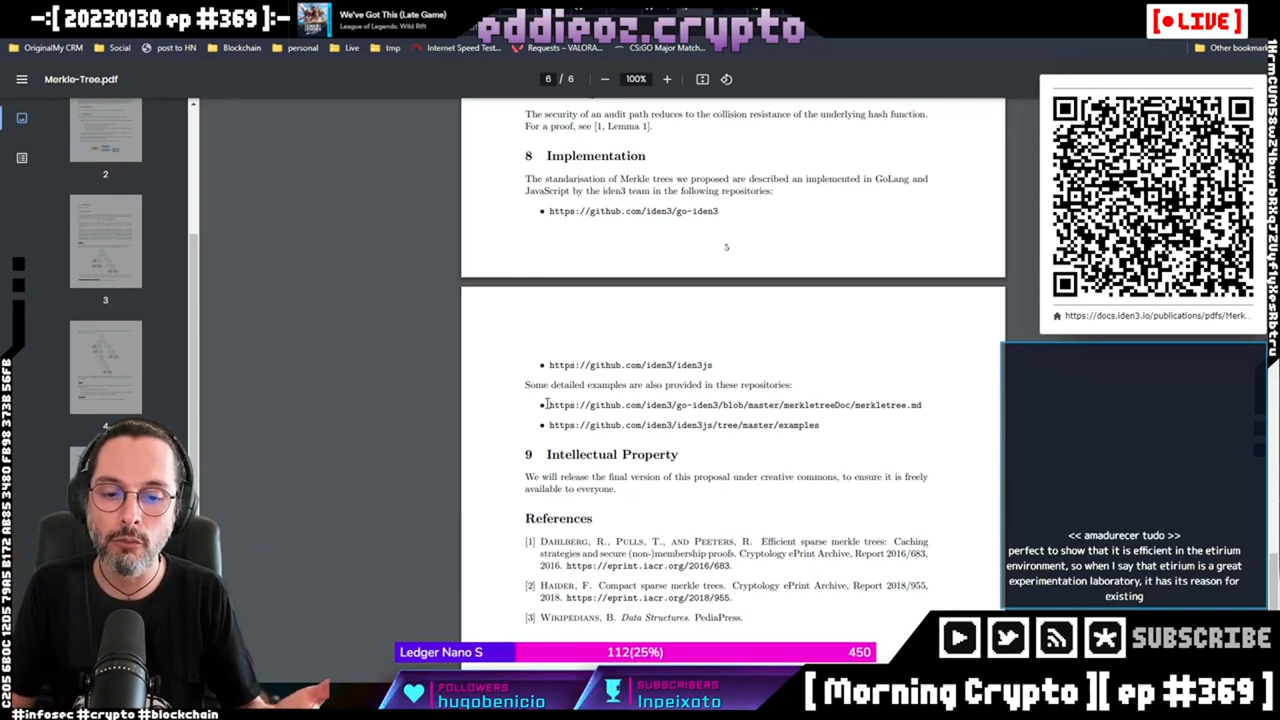 —:[ 20230130 ep #369 ]:—
We've Got This (Late Game)
League of Legends: Wild Rift
eddieoz.crypto
[● LIVE]
OriginalMy CRM
Social
post to HN
Blockchain
personal
Live
tmp
Internet Speed Test...
Requests – VALORA...
CS:GO Major Match...
Other bookmar
Merkle-Tree.pdf
6 / 6
100%
2
3
4
The security of an audit path reduces to the collision resistance of the underlying hash function.
For a proof, see [1, Lemma 1].
8 Implementation
The standarisation of Merkle trees we proposed are described an implemented in GoLang and
JavaScript by the iden3 team in the following repositories:
• https://github.com/iden3/go-iden3
5
• https://github.com/iden3/iden3js
Some detailed examples are also provided in these repositories:
• https://github.com/iden3/go-iden3/blob/master/merkletreeDoc/merkletree.md
• https://github.com/iden3/iden3js/tree/master/examples
9 Intellectual Property
We will release the final version of this proposal under creative commons, to ensure it is freely
available to everyone.
References
[1] Dahlberg, R., Pulls, T., and Peeters, R. Efficient sparse merkle trees: Caching
strategies and secure (non-)membership proofs. Cryptology ePrint Archive, Report 2016/683,
2016. https://eprint.iacr.org/2016/683.
[2] Haider, F. Compact sparse merkle trees. Cryptology ePrint Archive, Report 2018/955,
2018. https://eprint.iacr.org/2018/955.
[3] Wikipedians, B. Data Structures. PediaPress.
https://docs.iden3.io/publications/pdfs/Merk...
<< amadurecer tudo >>
perfect to show that it is efficient in the etirium
environment, so when I say that etirium is a great
experimentation laboratory, it has its reason for
existing
Ledger Nano S
112(25%)
450
FOLLOWERS
hugobenicio
SUBSCRIBERS
lnpeixoto
SUBSCRIBE
[ Morning Crypto ][ ep #369 ]
#infosec #crypto #blockchain